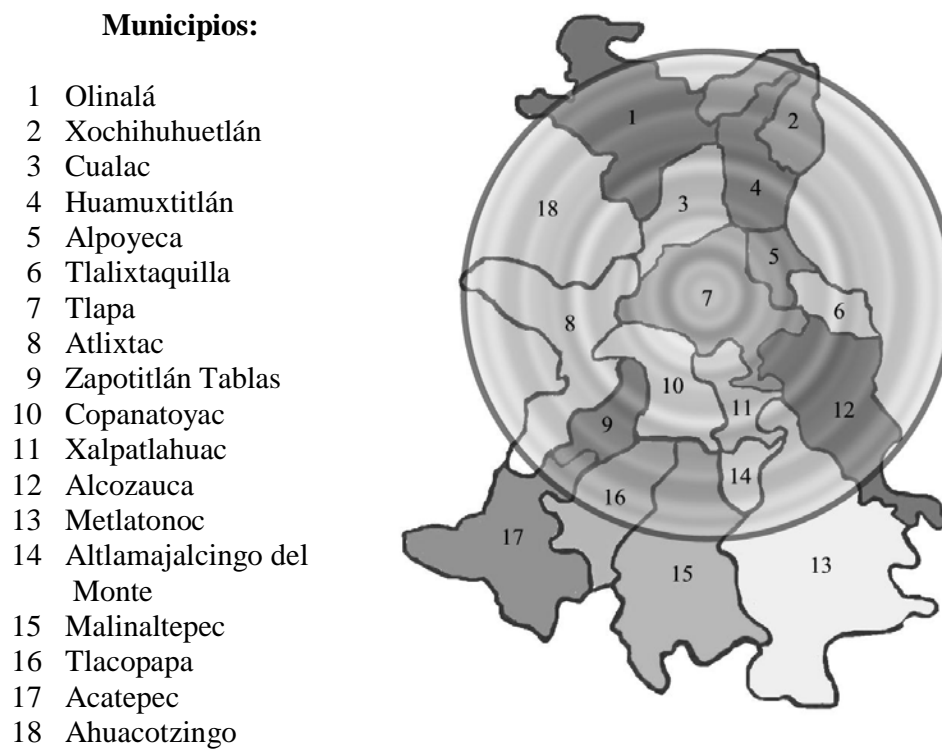 Municipios:
1 Olinalá
2 Xochihuhuetlán
3 Cualac
4 Huamuxtitlán
5 Alpoyeca
6 Tlalixtaquilla
7 Tlapa
8 Atlixtac
9 Zapotitlán Tablas
10 Copanatoyac
11 Xalpatlahuac
12 Alcozauca
13 Metlatonoc
14 Altlamajalcingo del
Monte
15 Malinaltepec
16 Tlacopapa
17 Acatepec
18 Ahuacotzingo
1
2
4
18
3
5
7
6
8
10
11
12
9
14
16
17
15
13